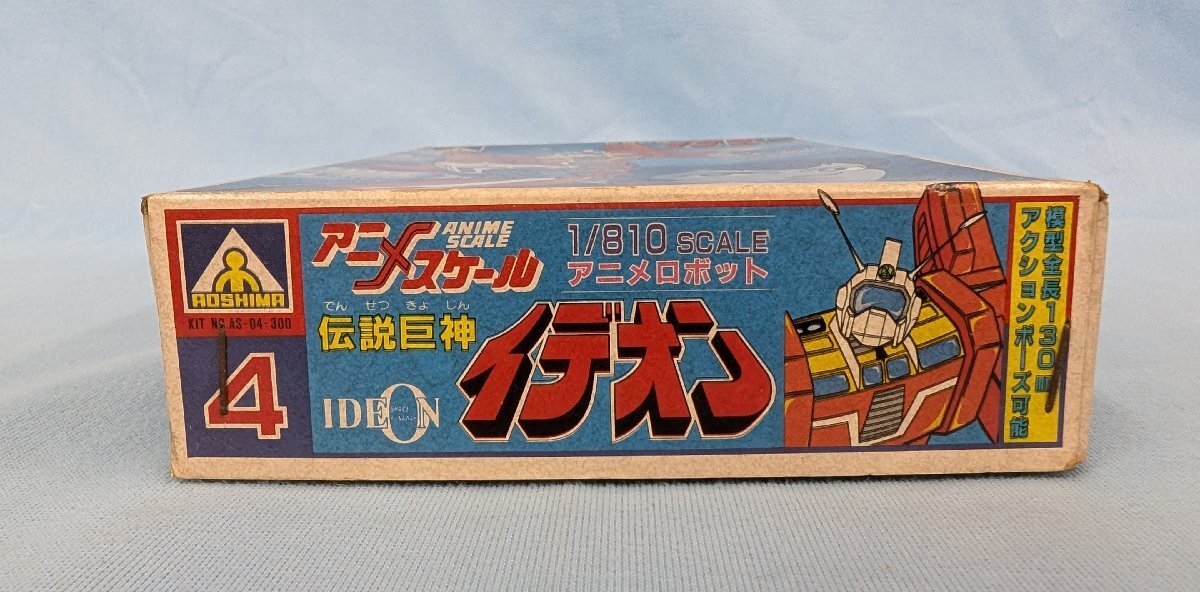 AOSHIMA
KIT No AS-04-300
4
アニメスケール
ANIME
SCALE
1/810 SCALE
アニメロボット
でん せつ きょ じん
伝説巨神
イデオン
IDEON
模型全長130㎜
アクションポーズ可能